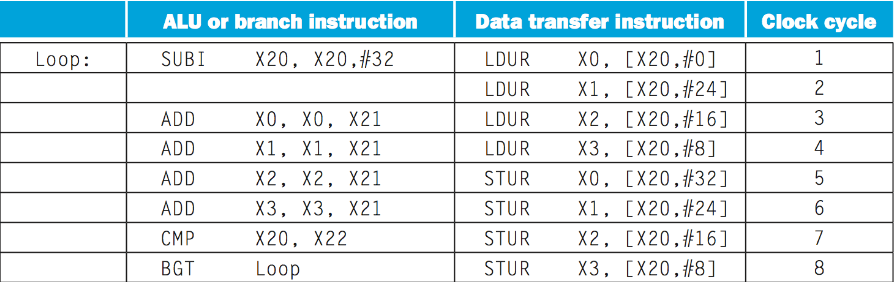 ALU or branch instruction Data transfer instruction Clock cycle
Loop: SUBI X20, X20,#32 LDUR X0, [X20,#0] 1
LDUR X1, [X20,#24] 2
ADD X0, X0, X21 LDUR X2, [X20,#16] 3
ADD X1, X1, X21 LDUR X3, [X20,#8] 4
ADD X2, X2, X21 STUR X0, [X20,#32] 5
ADD X3, X3, X21 STUR X1, [X20,#24] 6
CMP X20, X22 STUR X2, [X20,#16] 7
BGT Loop STUR X3, [X20,#8] 8